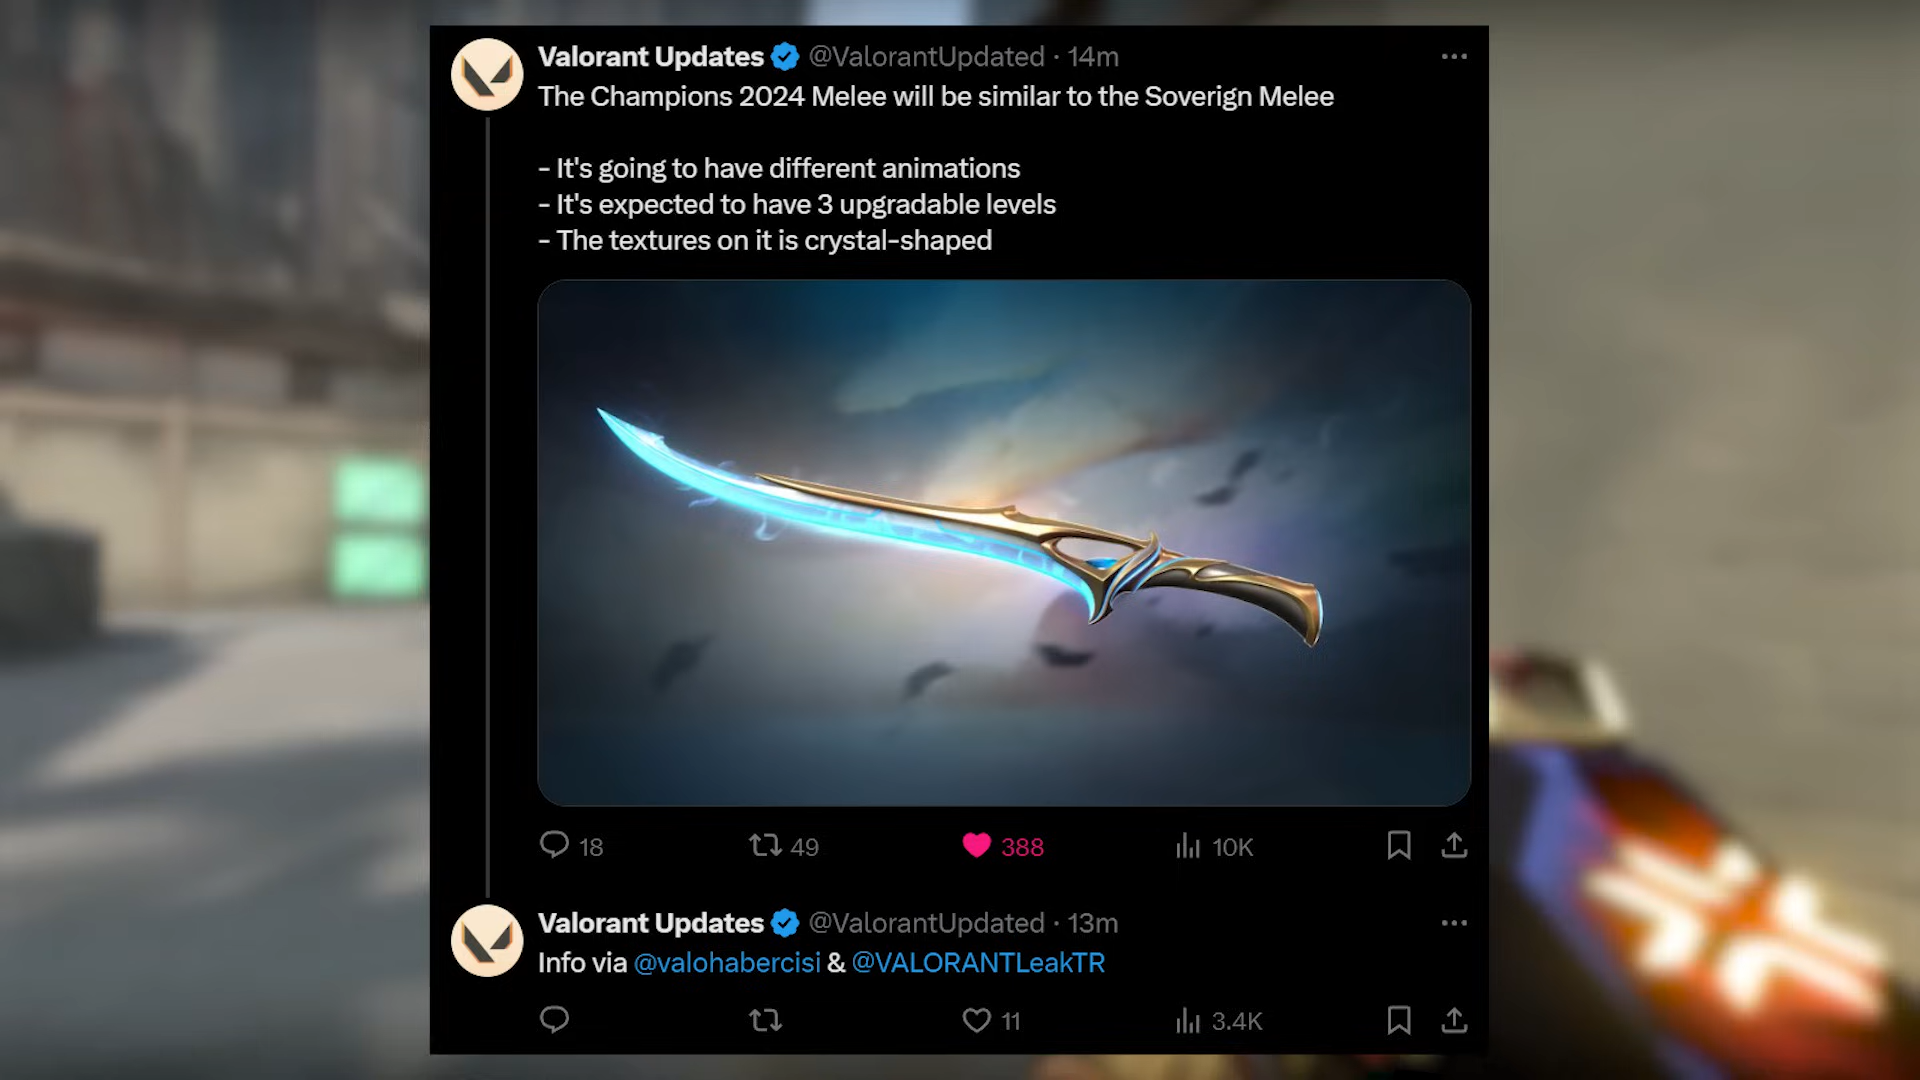 Valorant Updates @ValorantUpdated · 14m
The Champions 2024 Melee will be similar to the Soverign Melee
- It's going to have different animations
- It's expected to have 3 upgradable levels
- The textures on it is crystal-shaped
18 49 388 10K
Valorant Updates @ValorantUpdated · 13m
Info via @valohabercisi & @VALORANTLeakTR
11 3.4K